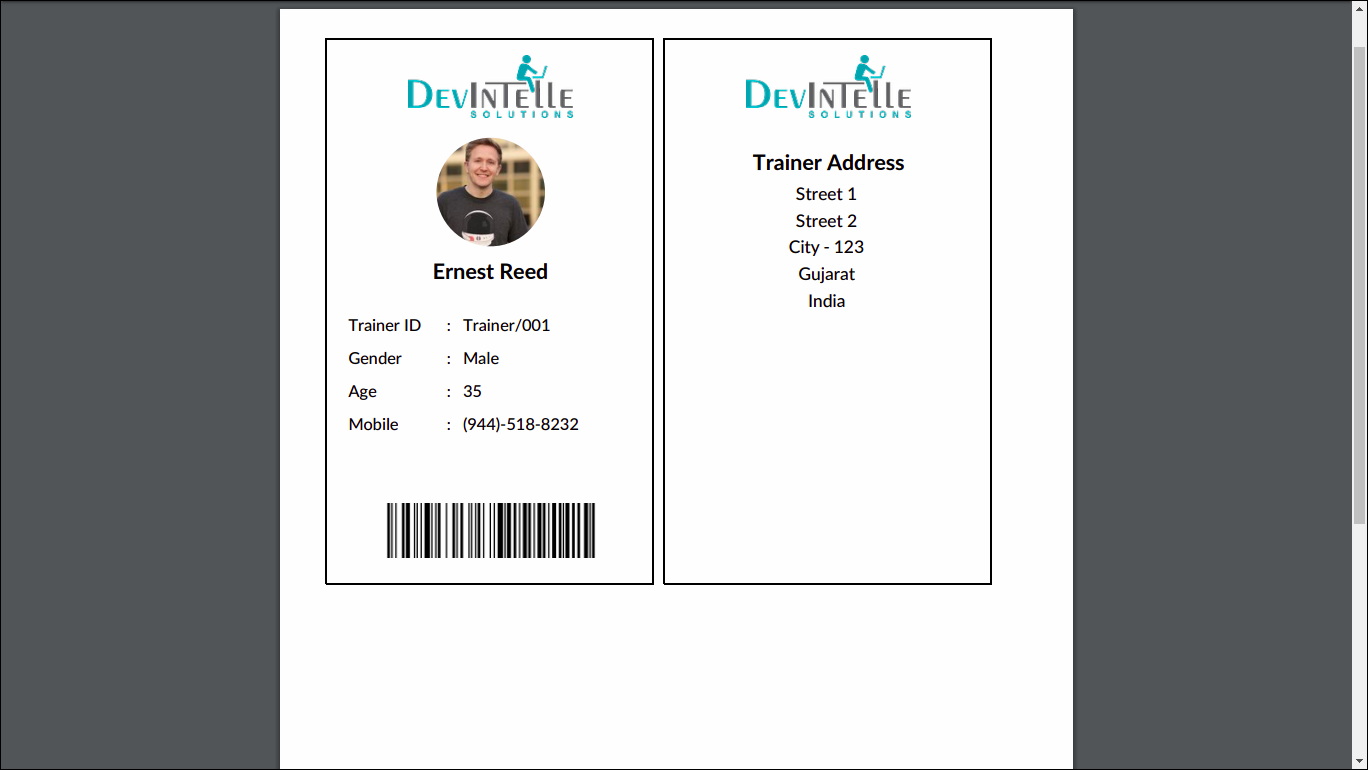 DEVINTELLE
SOLUTIONS
Ernest Reed
Trainer ID : Trainer/001
Gender : Male
Age : 35
Mobile : (944)-518-8232
DEVINTELLE
SOLUTIONS
Trainer Address
Street 1
Street 2
City - 123
Gujarat
India